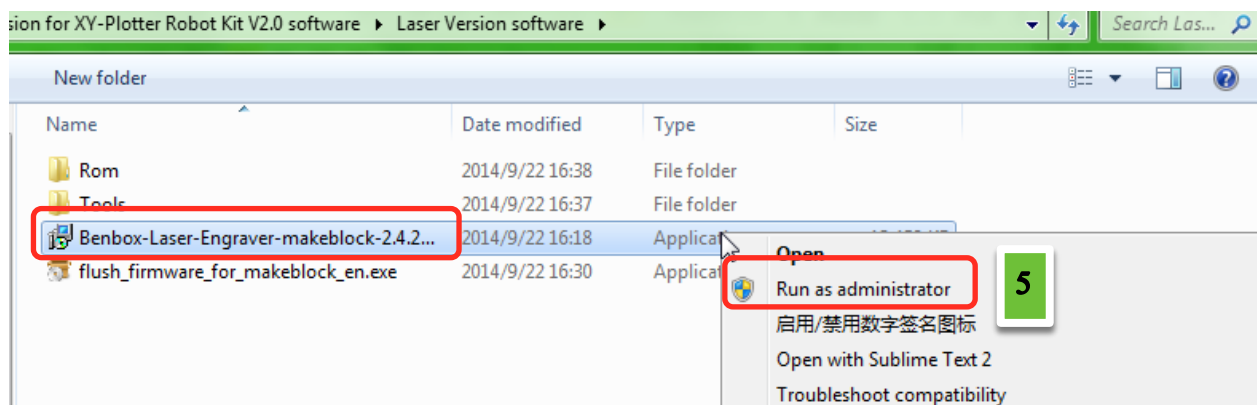 sion for XY-Plotter Robot Kit V2.0 software ▸ Laser Version software ▸ Search Las...
New folder
Name Date modified Type Size
Rom 2014/9/22 16:38 File folder
Tools 2014/9/22 16:37 File folder
Benbox-Laser-Engraver-makeblock-2.4.2... 2014/9/22 16:18 Applicat
flush_firmware_for_makeblock_en.exe 2014/9/22 16:30 Applicat
Open
Run as administrator
5
启用/禁用数字签名图标
Open with Sublime Text 2
Troubleshoot compatibility